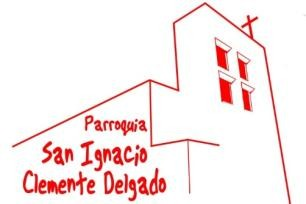 Parroquia
San Ignacio
Clemente Delgado